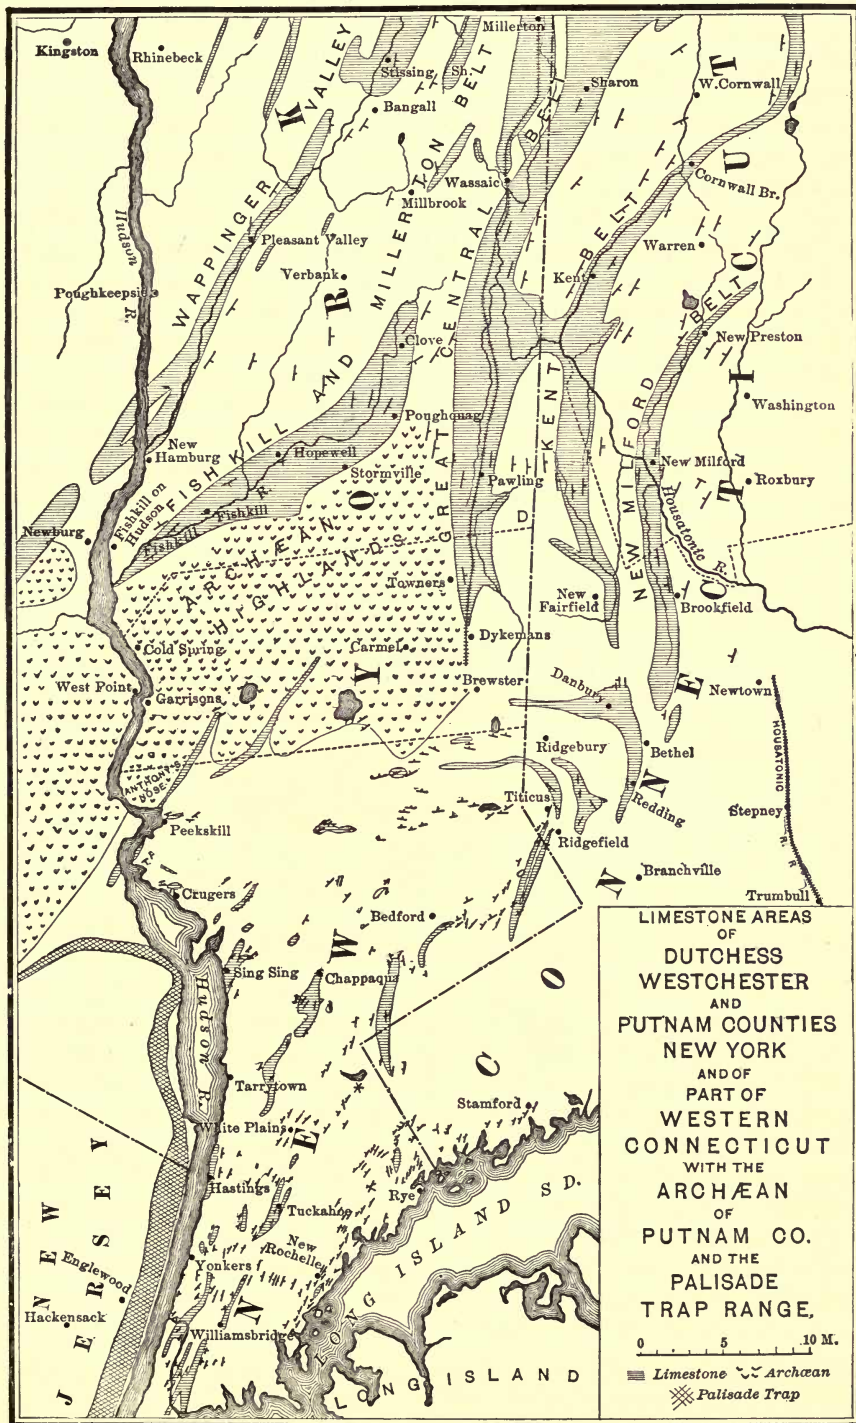 Kingston
Rhinebeck
Millerton
Stissing
Sh.
Sharon
W. Cornwall
Bangall
VALLEY
K
T
Wassaic
Millbrook
Cornwall Br.
U
Hudson
R.
WAPPINGER
Pleasant Valley
Verbank
Warren
Kent
C
Poughkeepsie
R
AND MILLERTON BELT
GREAT CENTRAL BELT
KENT BELT
NEW MILFORD BELT
Clove
New Preston
I
Poughquag
Washington
New
Hamburg
FISHKILL
Hopewell
Stormville
New Milford
Pawling
Roxbury
T
O
Fishkill on
Hudson
Fishkill
Fishkill
R.
Newburg
D
Housatonic
R.
ARCHÆAN
HIGHLANDS
Towners
New
Fairfield
Brookfield
C
Cold Spring
Carmel
Dykemans
Y
West Point
Garrisons
Brewster
Danbury
E
Newtown
Ridgebury
Bethel
HOUSATONIC
R. R.
ANTHONY'S
NOSE
Titicus
Redding
N
Stepney
Peekskill
Ridgefield
Branchville
N
Trumbull
Crugers
Bedford
W
Sing Sing
Chappaqua
O
Hudson
R.
Tarrytown
C
Stamford
White Plains
E
Hastings
Rye
Tuckahoe
LONG ISLAND SD.
New
Rochelle
Yonkers
N
NEW
JERSEY
Englewood
Hackensack
Williamsbridge
LONG ISLAND
LIMESTONE AREAS
OF
DUTCHESS
WESTCHESTER
AND
PUTNAM COUNTIES
NEW YORK
AND OF
PART OF
WESTERN
CONNECTICUT
WITH THE
ARCHÆAN
OF
PUTNAM CO.
AND THE
PALISADE
TRAP RANGE,
0 5 10 M.
Limestone Archæan
Palisade Trap